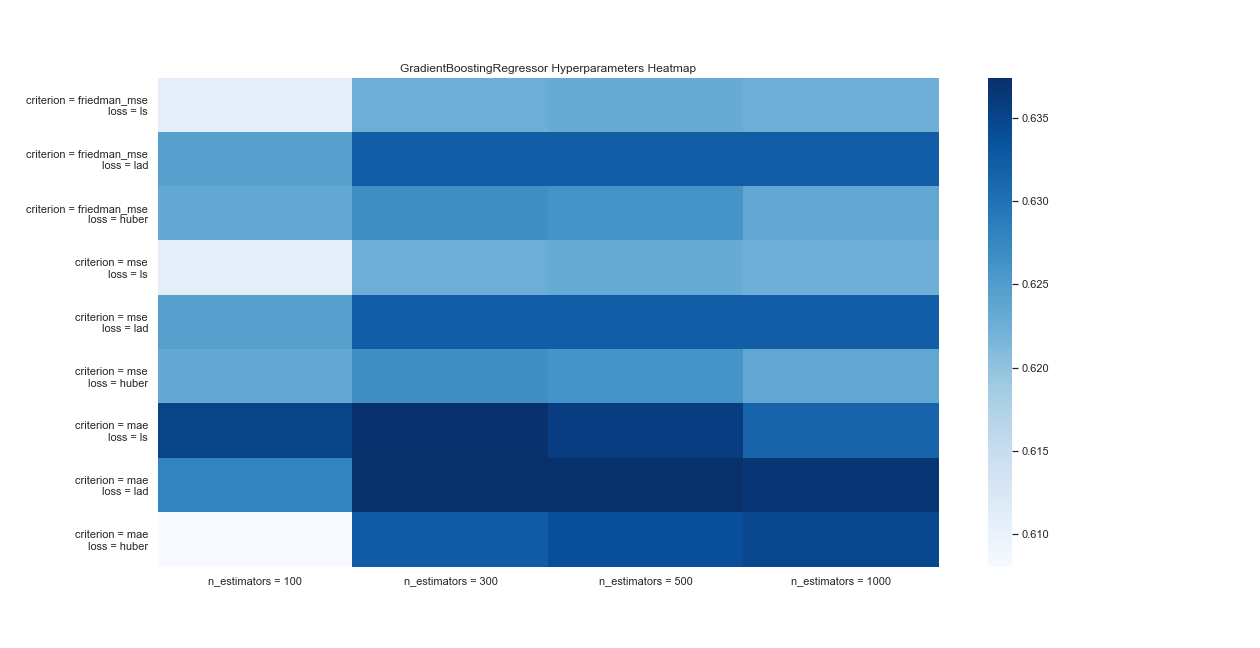 GradientBoostingRegressor Hyperparameters Heatmap
criterion = friedman_mse
loss = ls
criterion = friedman_mse
loss = lad
criterion = friedman_mse
loss = huber
criterion = mse
loss = ls
criterion = mse
loss = lad
criterion = mse
loss = huber
criterion = mae
loss = ls
criterion = mae
loss = lad
criterion = mae
loss = huber
n_estimators = 100
n_estimators = 300
n_estimators = 500
n_estimators = 1000
0.635
0.630
0.625
0.620
0.615
0.610